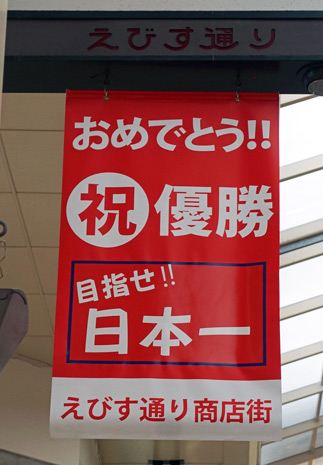 えびす通り
おめでとう!!
祝優勝
目指せ!!
日本一
えびす通り商店街